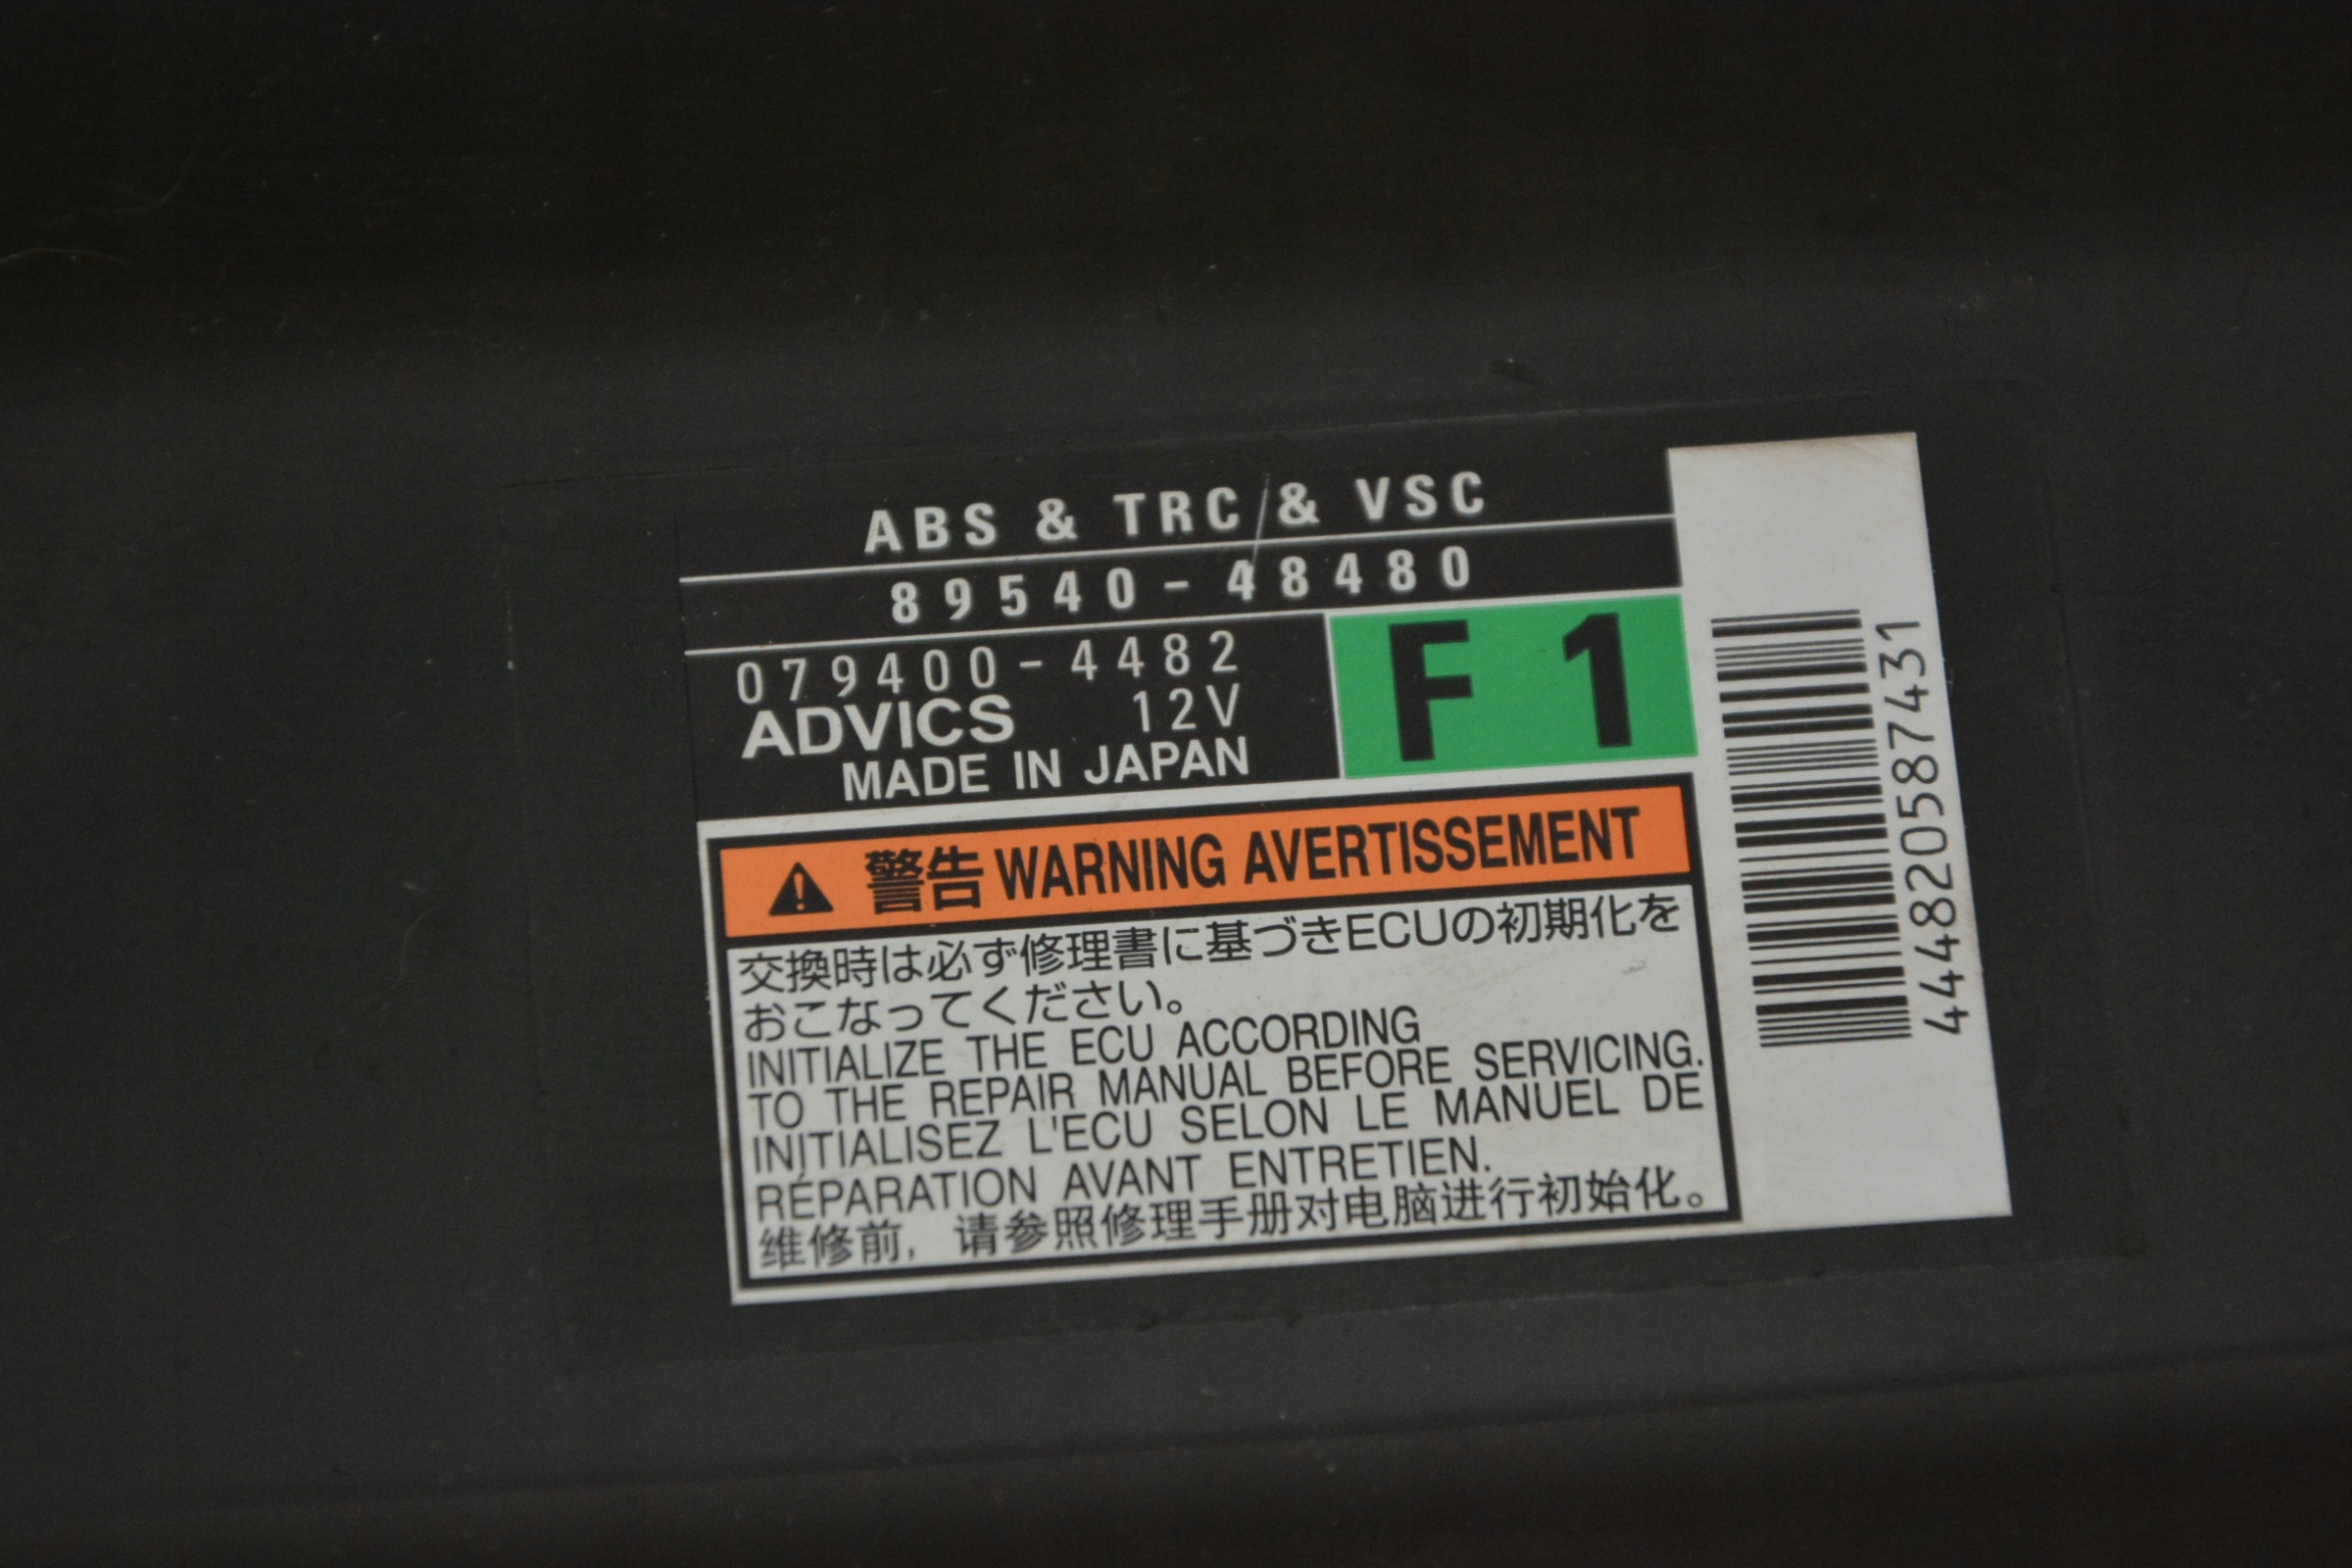 ABS & TRC & VSC
89540-48480
079400-4482
ADVICS 12V
MADE IN JAPAN
F 1
警告 WARNING AVERTISSEMENT
交換時は必ず修理書に基づきECUの初期化を
おこなってください。
INITIALIZE THE ECU ACCORDING
TO THE REPAIR MANUAL BEFORE SERVICING.
INITIALISEZ L'ECU SELON LE MANUEL DE
RÉPARATION AVANT ENTRETIEN.
维修前，请参照修理手册对电脑进行初始化。
444820587431